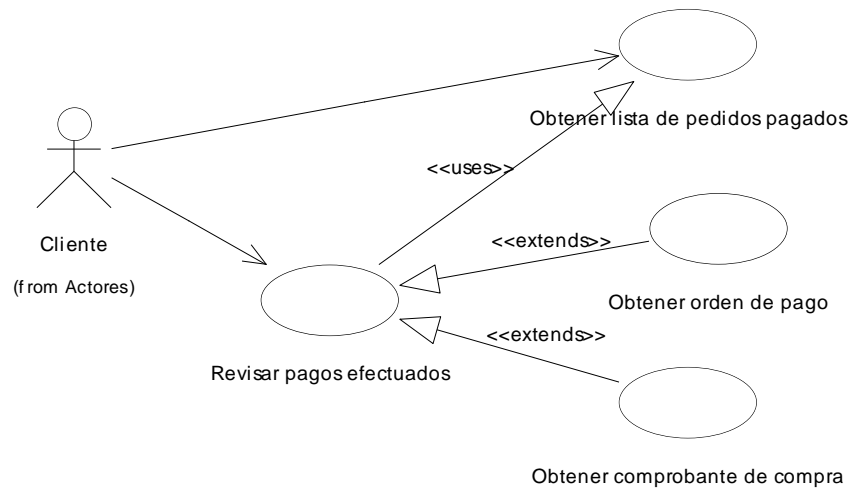 Obtener lista de pedidos pagados
<<uses>>
Cliente
(from Actores)
<<extends>>
Obtener orden de pago
<<extends>>
Revisar pagos efectuados
Obtener comprobante de compra